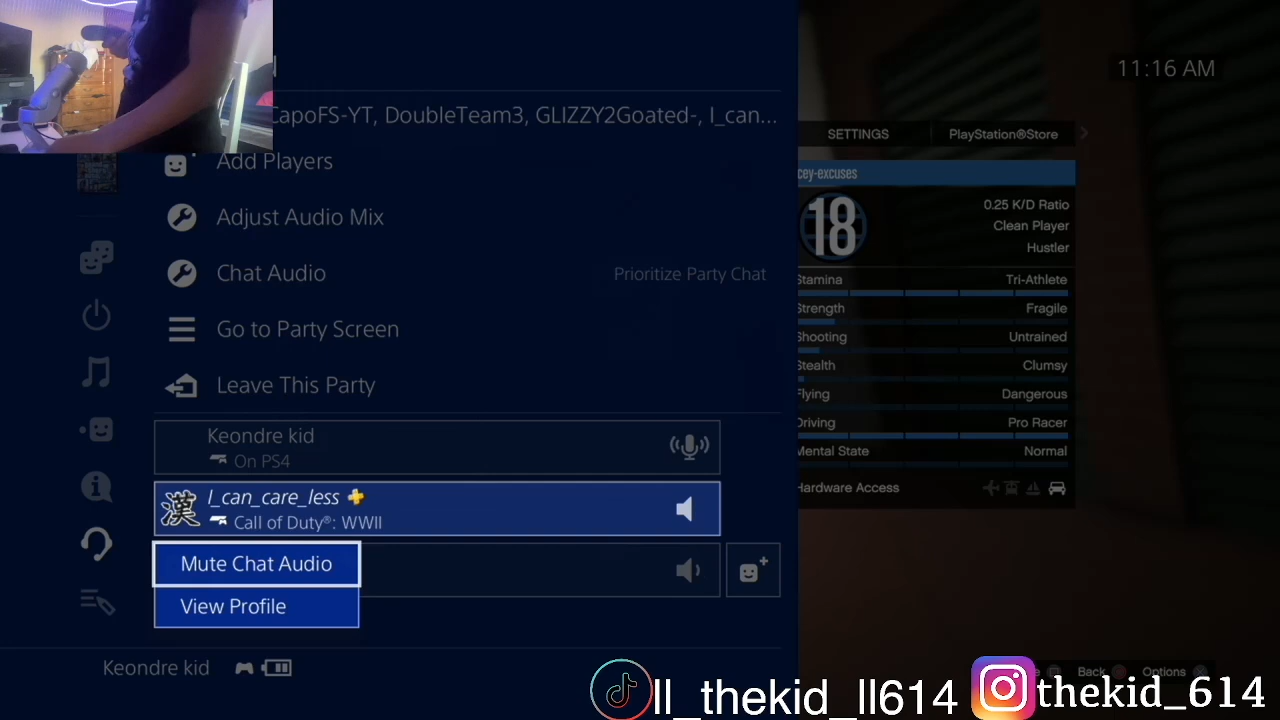 11:16 AM
CapoFS-YT, DoubleTeam3, GLIZZY2Goated-, I_can...
Add Players
Adjust Audio Mix
Chat Audio
Prioritize Party Chat
Go to Party Screen
Leave This Party
Keondre kid
On PS4
漢
I_can_care_less
Call of Duty®: WWII
Mute Chat Audio
View Profile
Keondre kid
SETTINGS
PlayStation®Store
cey-excuses
18
0.25 K/D Ratio
Clean Player
Hustler
Stamina
Tri-Athlete
Strength
Fragile
Shooting
Untrained
Stealth
Clumsy
Flying
Dangerous
Driving
Pro Racer
Mental State
Normal
Hardware Access
Back
Options
ll_thekid_ll614
thekid_614